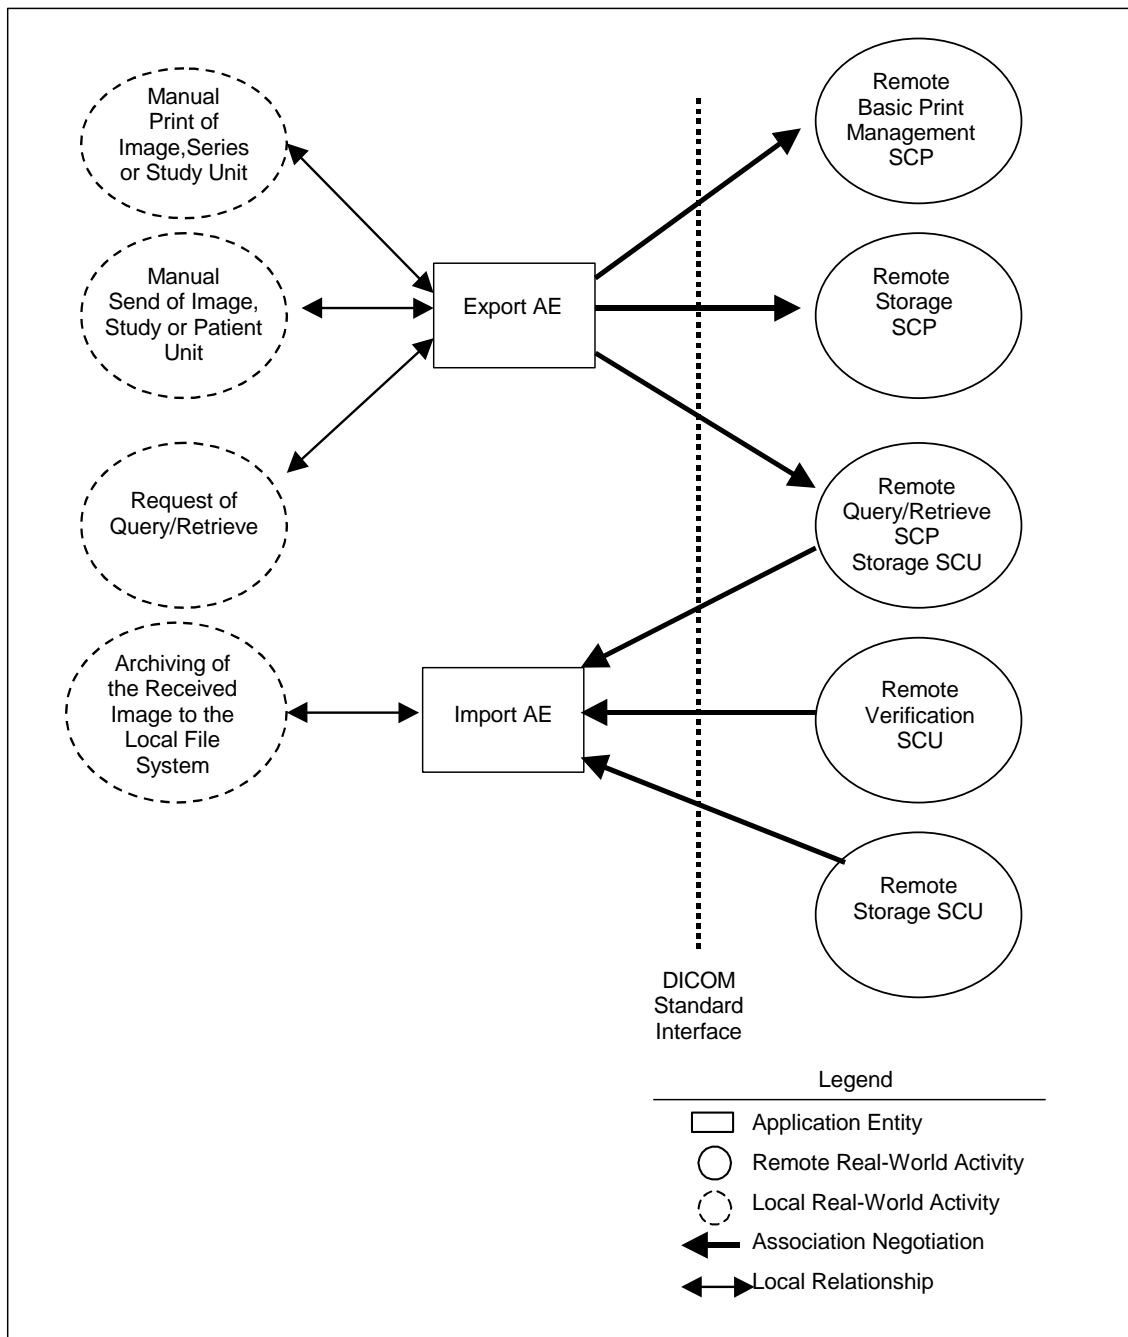 Manual
Print of
Image,Series
or Study Unit
Manual
Send of Image,
Study or Patient
Unit
Request of
Query/Retrieve
Archiving of
the Received
Image to the
Local File
System
Export AE
Import AE
Remote
Basic Print
Management
SCP
Remote
Storage
SCP
Remote
Query/Retrieve
SCP
Storage SCU
Remote
Verification
SCU
Remote
Storage SCU
DICOM
Standard
Interface
Legend
Application Entity
Remote Real-World Activity
Local Real-World Activity
Association Negotiation
Local Relationship